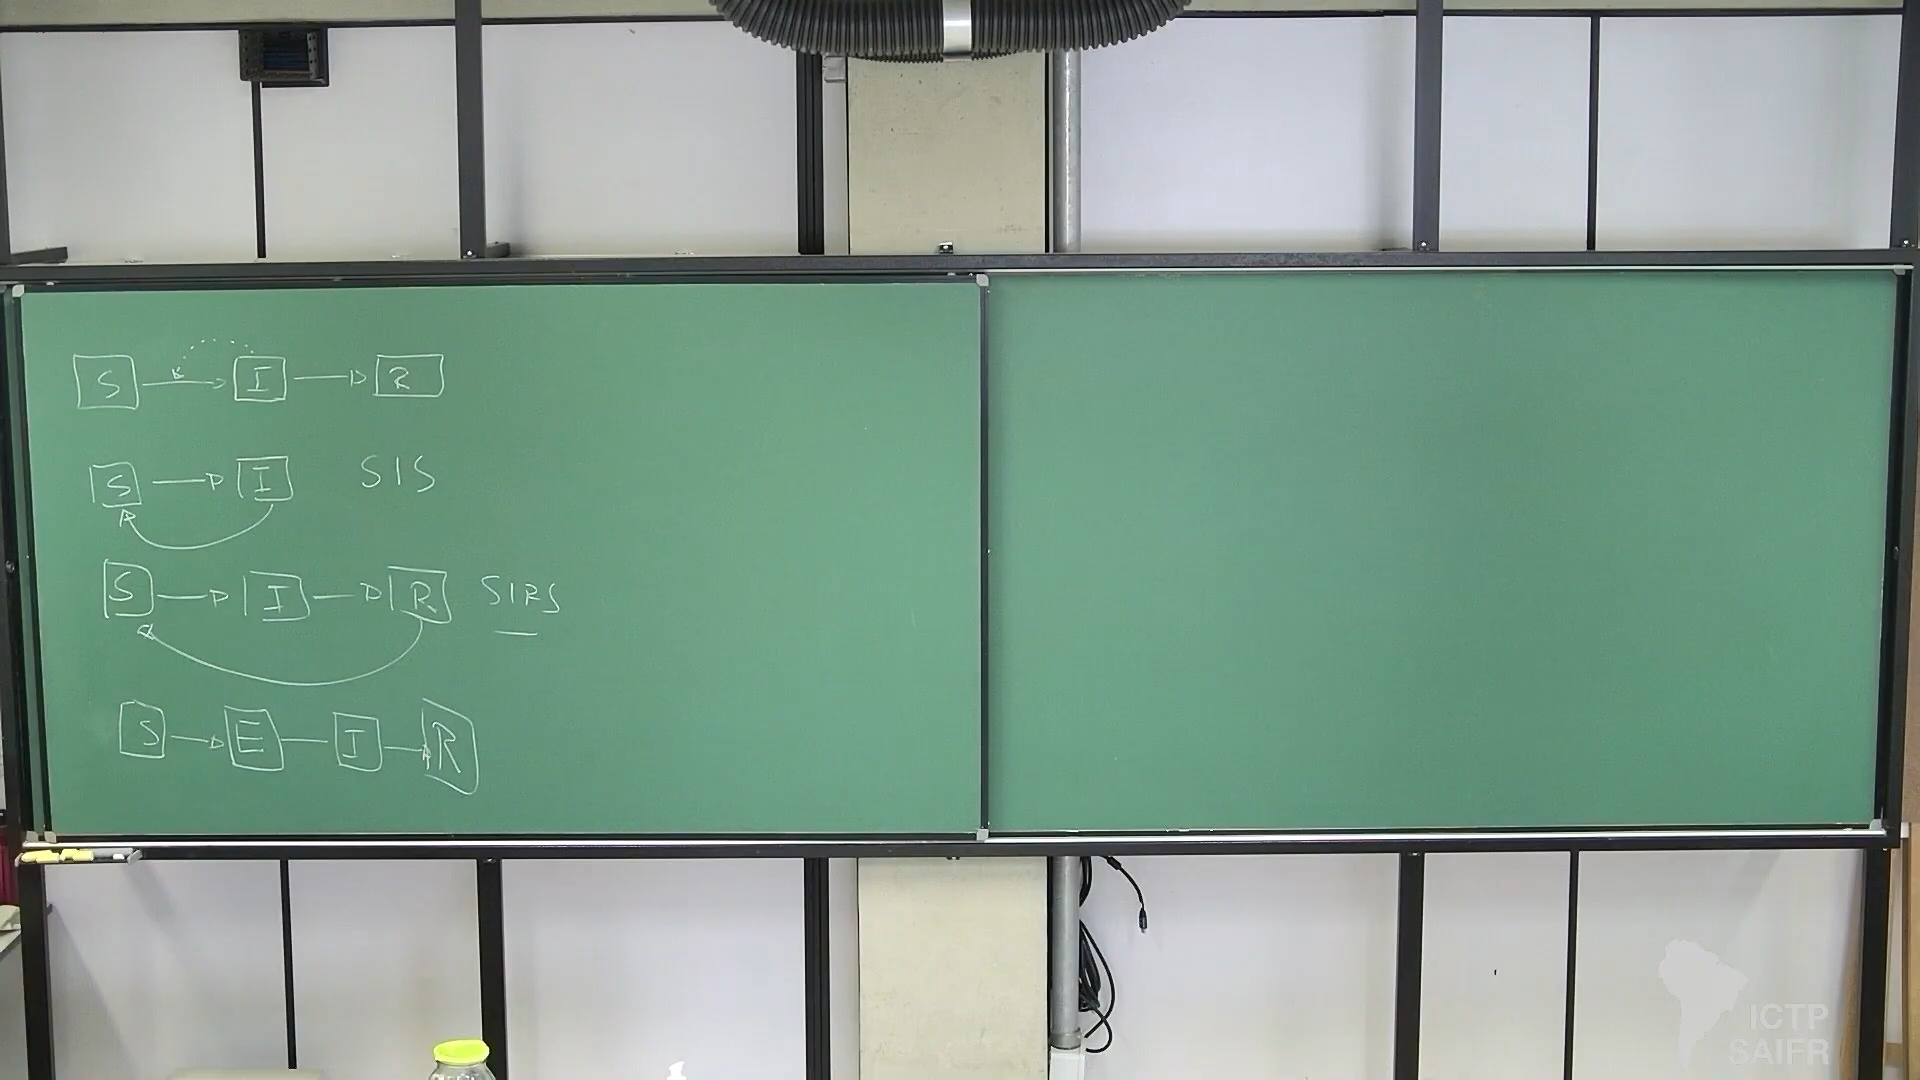 S I R
S I SIS
S I R SIRS
S E I R
ICTP
SAIFR